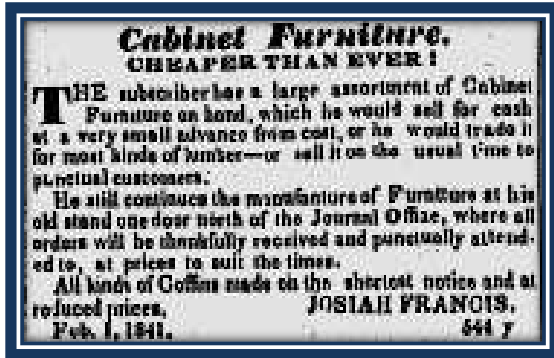 Cabinet Furniture.
CHEAPER THAN EVER!
THE subscriber has a large assortment of Cabinet
Furniture on hand, which he would sell for cash
at a very small advance from cost, or he would trade it
for most kinds of lumber—or sell it on the usual time to
punctual customers.
He still continues the manufacture of Furniture at his
old stand one door north of the Journal Office, where all
orders will be thankfully received and punctually attend-
ed to, at prices to suit the times.
All kinds of Coffins made on the shortest notice and at
reduced prices. JOSIAH FRANCIS.
Feb. 1, 1841. 544 y